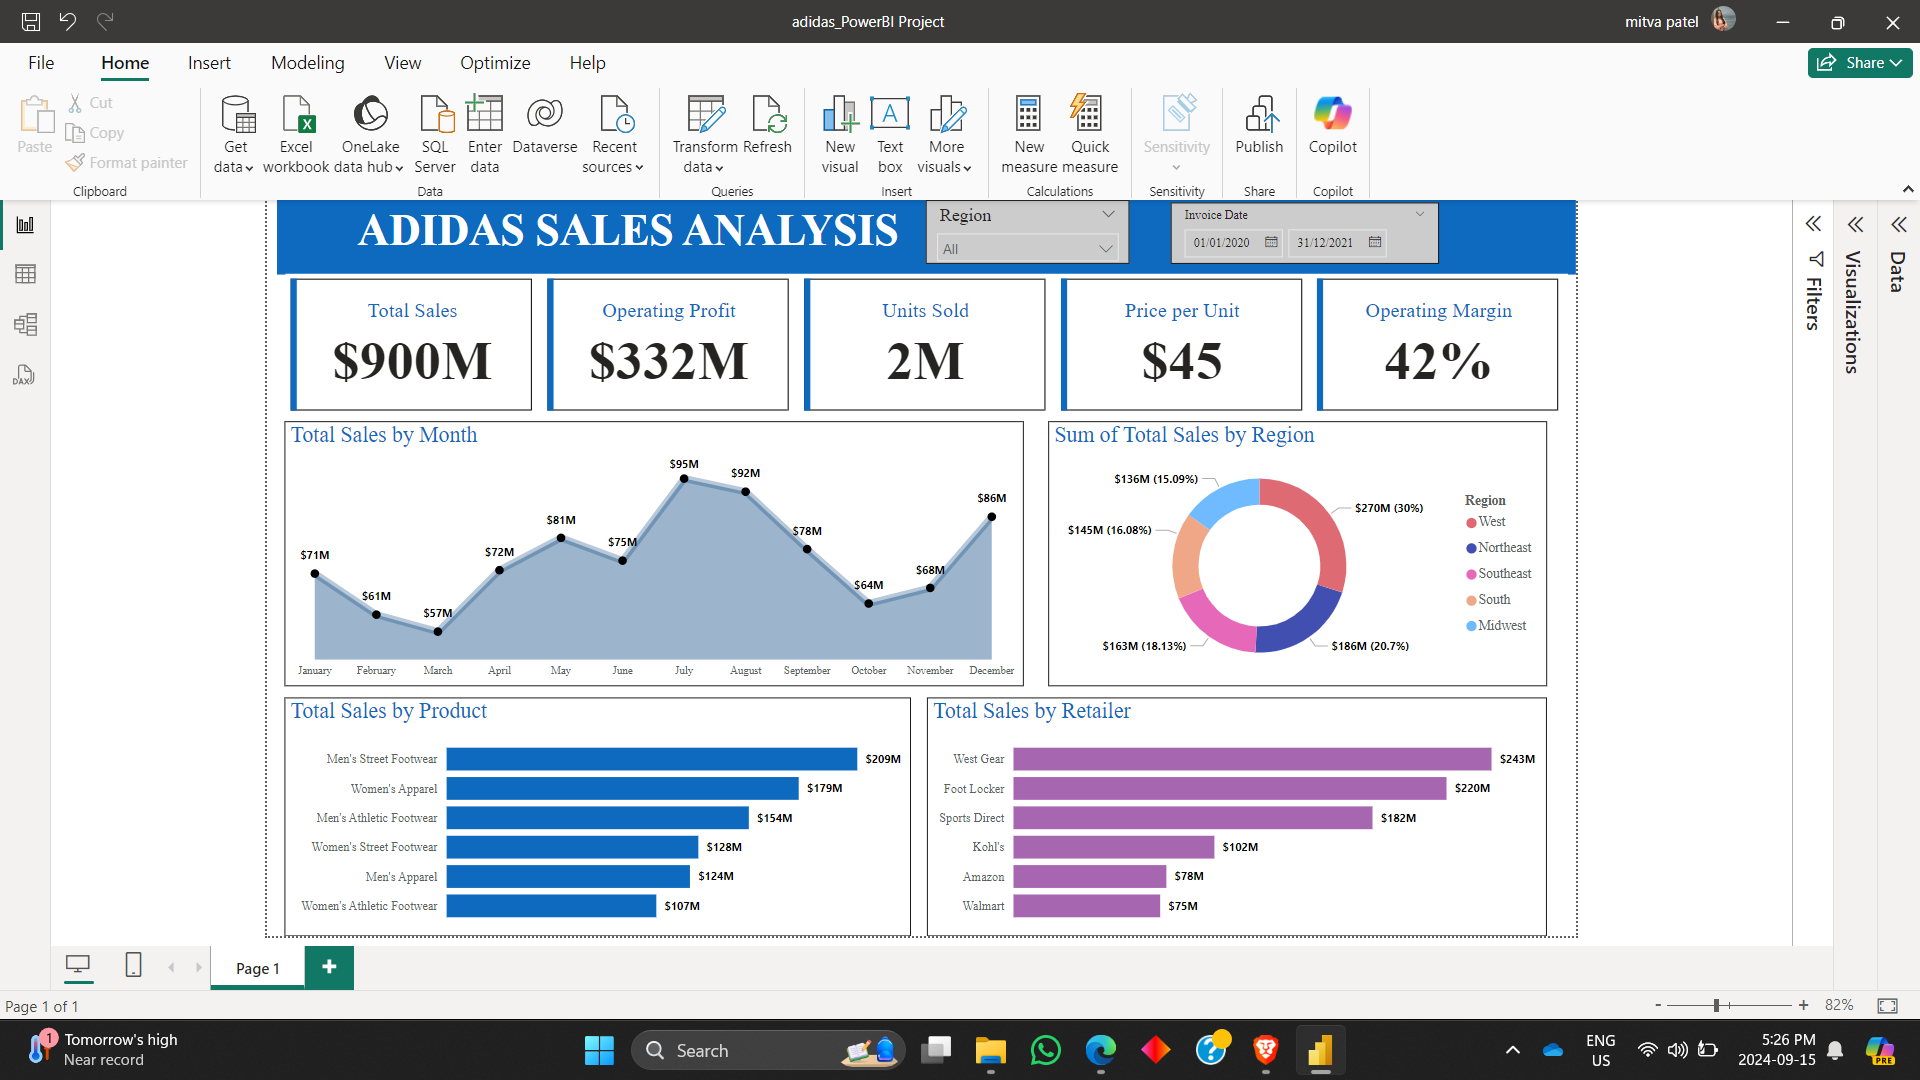 adidas_PowerBI Project
mitva patel
File Home Insert Modeling View Optimize Help
Share
Paste
Cut
Copy
Format painter
Clipboard
Get data
Excel workbook
OneLake data hub
SQL Server
Enter data
Dataverse
Recent sources
Data
Transform data
Refresh
Queries
New visual
Text box
More visuals
Insert
New measure
Quick measure
Calculations
Sensitivity
Sensitivity
Publish
Share
Copilot
Copilot
DAX
ADIDAS SALES ANALYSIS
Region
All
Invoice Date
01/01/2020
31/12/2021
Filters
Visualizations
Data
Total Sales
$900M
Operating Profit
$332M
Units Sold
2M
Price per Unit
$45
Operating Margin
42%
Total Sales by Month
$71M
$61M
$57M
$72M
$81M
$75M
$95M
$92M
$78M
$64M
$68M
$86M
January February March April May June July August September October November December
Sum of Total Sales by Region
$136M (15.09%)
$270M (30%)
$145M (16.08%)
$163M (18.13%)
$186M (20.7%)
Region
West
Northeast
Southeast
South
Midwest
Total Sales by Product
Men's Street Footwear $209M
Women's Apparel $179M
Men's Athletic Footwear $154M
Women's Street Footwear $128M
Men's Apparel $124M
Women's Athletic Footwear $107M
Total Sales by Retailer
West Gear $243M
Foot Locker $220M
Sports Direct $182M
Kohl's $102M
Amazon $78M
Walmart $75M
Page 1
+
Page 1 of 1
- + 82%
1
Tomorrow's high
Near record
Search
ENG
US
5:26 PM
2024-09-15
PRE